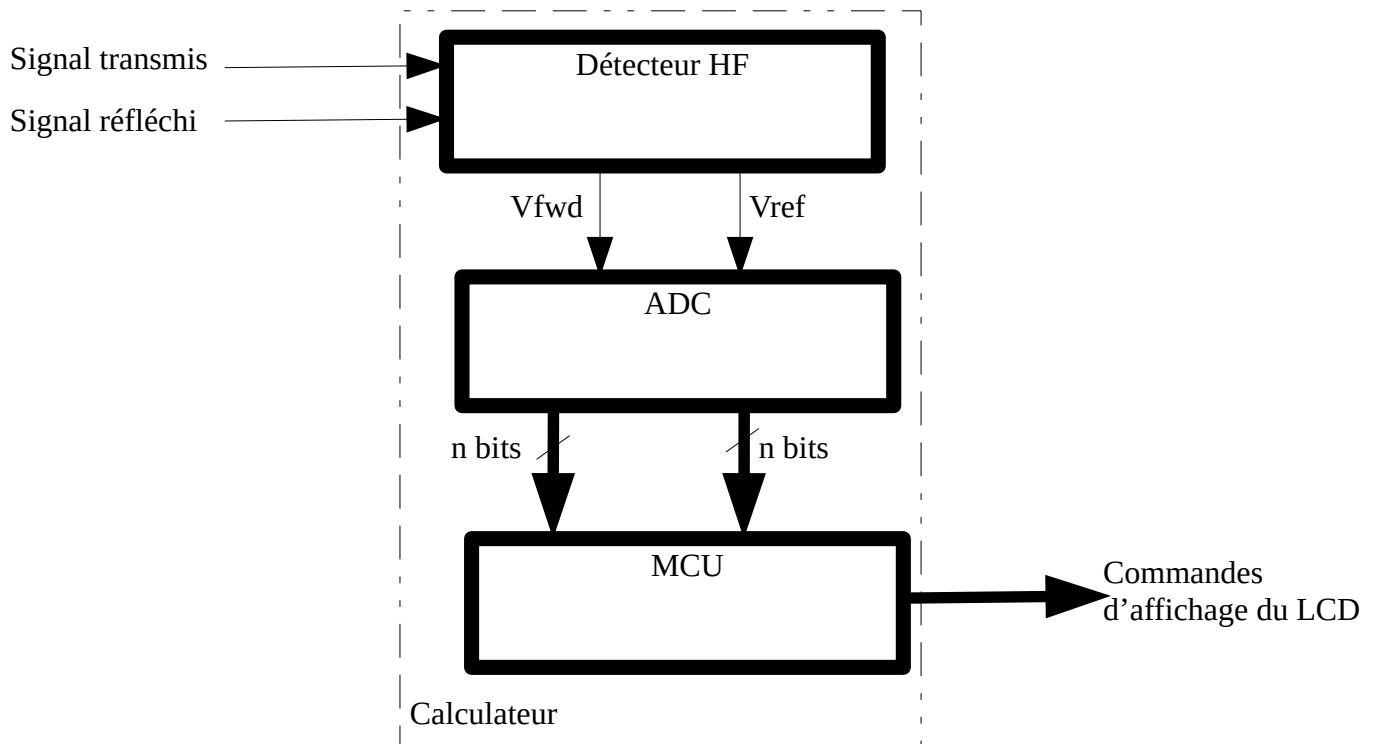 Signal transmis
Détecteur HF
Signal réfléchi
Vfwd
Vref
ADC
n bits
n bits
MCU
Commandes
d’affichage du LCD
Calculateur